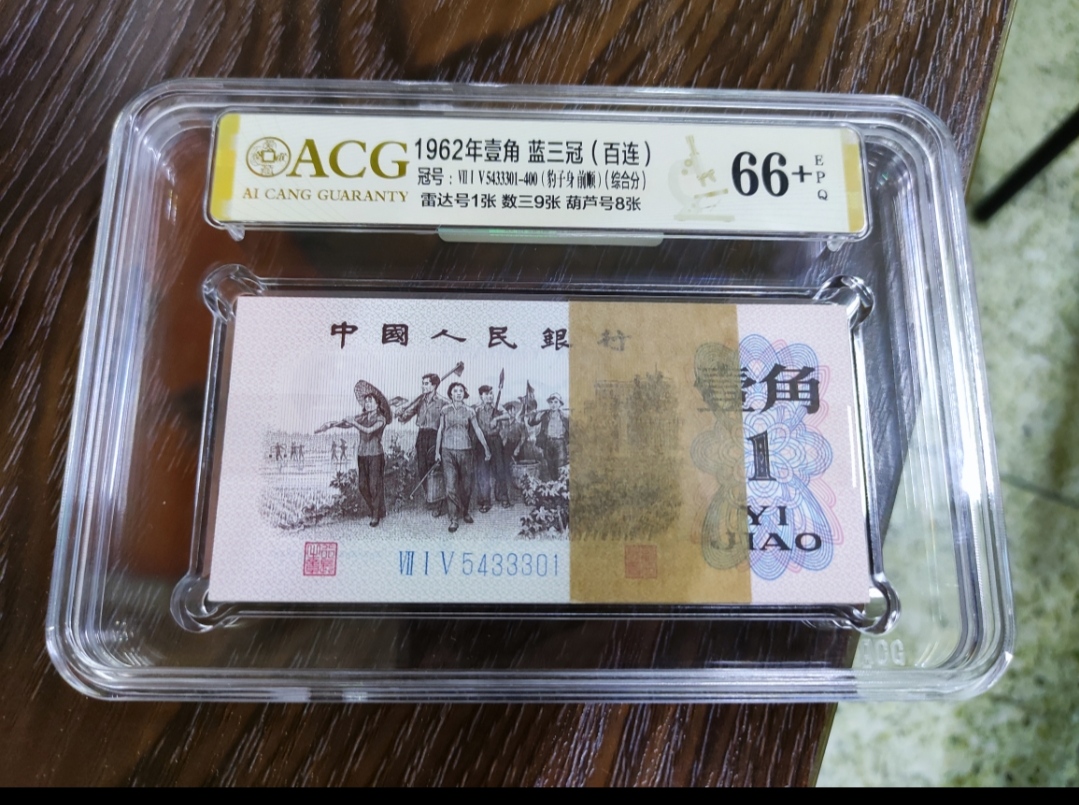 ACG
AI CANG GUARANTY
1962年壹角 蓝三冠（百连）
冠号：VII I V 5433301-400（豹子身前顺）（综合分）
雷达号1张 数三9张 葫芦号8张
66+
EPQ
中國人民銀行
壹角
1
YI
JIAO
VII I V 5433301